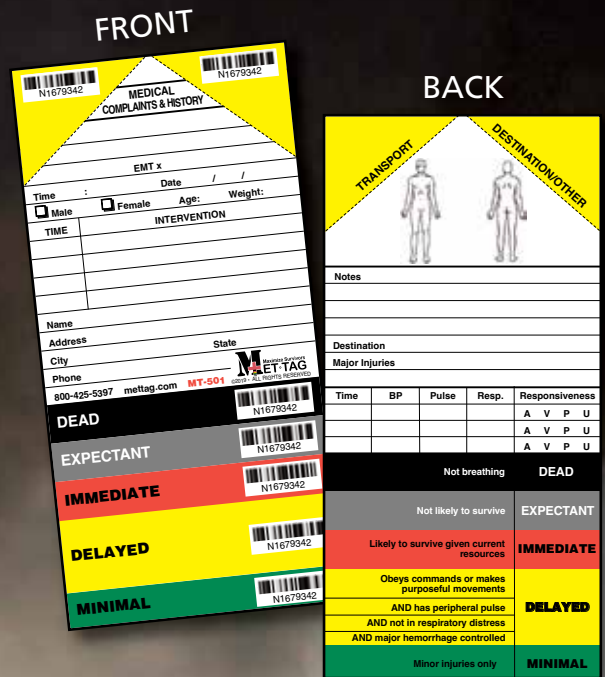 FRONT
N1679342
N1679342
MEDICAL
COMPLAINTS & HISTORY
EMT x
Time : Date / /
Male Female Age: Weight:
TIME INTERVENTION
Name
Address
City State
Phone
Maximize Survivors
MET-TAG
800-425-5397 mettag.com MT-501 ©2019 - ALL RIGHTS RESERVED
DEAD N1679342
EXPECTANT N1679342
IMMEDIATE N1679342
DELAYED N1679342
MINIMAL N1679342
BACK
TRANSPORT
DESTINATION/OTHER
Notes
Destination
Major Injuries
Time BP Pulse Resp. Responsiveness
A V P U
A V P U
A V P U
Not breathing DEAD
Not likely to survive EXPECTANT
Likely to survive given current
resources
IMMEDIATE
Obeys commands or makes
purposeful movements
AND has peripheral pulse
AND not in respiratory distress
AND major hemorrhage controlled
DELAYED
Minor injuries only MINIMAL